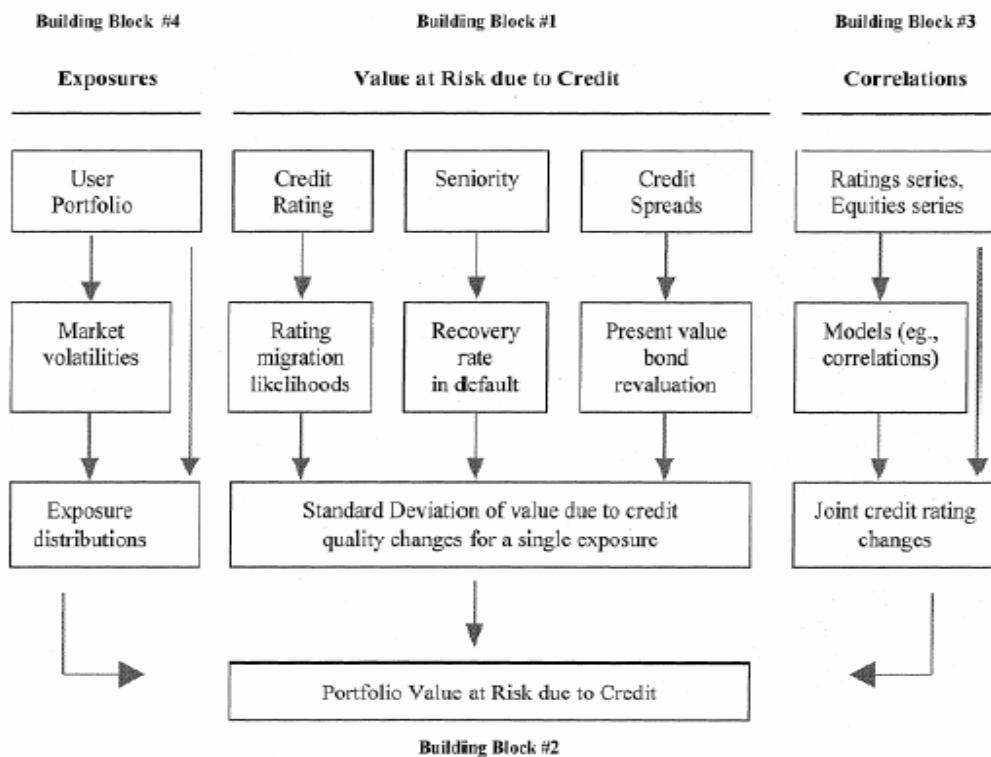 Building Block #4
Building Block #1
Building Block #3
Exposures
Value at Risk due to Credit
Correlations
User
Portfolio
Credit
Rating
Seniority
Credit
Spreads
Ratings series,
Equities series
Market
volatilities
Rating
migration
likelihoods
Recovery
rate
in default
Present value
bond
revaluation
Models (eg.,
correlations)
Exposure
distributions
Standard Deviation of value due to credit
quality changes for a single exposure
Joint credit rating
changes
Portfolio Value at Risk due to Credit
Building Block #2